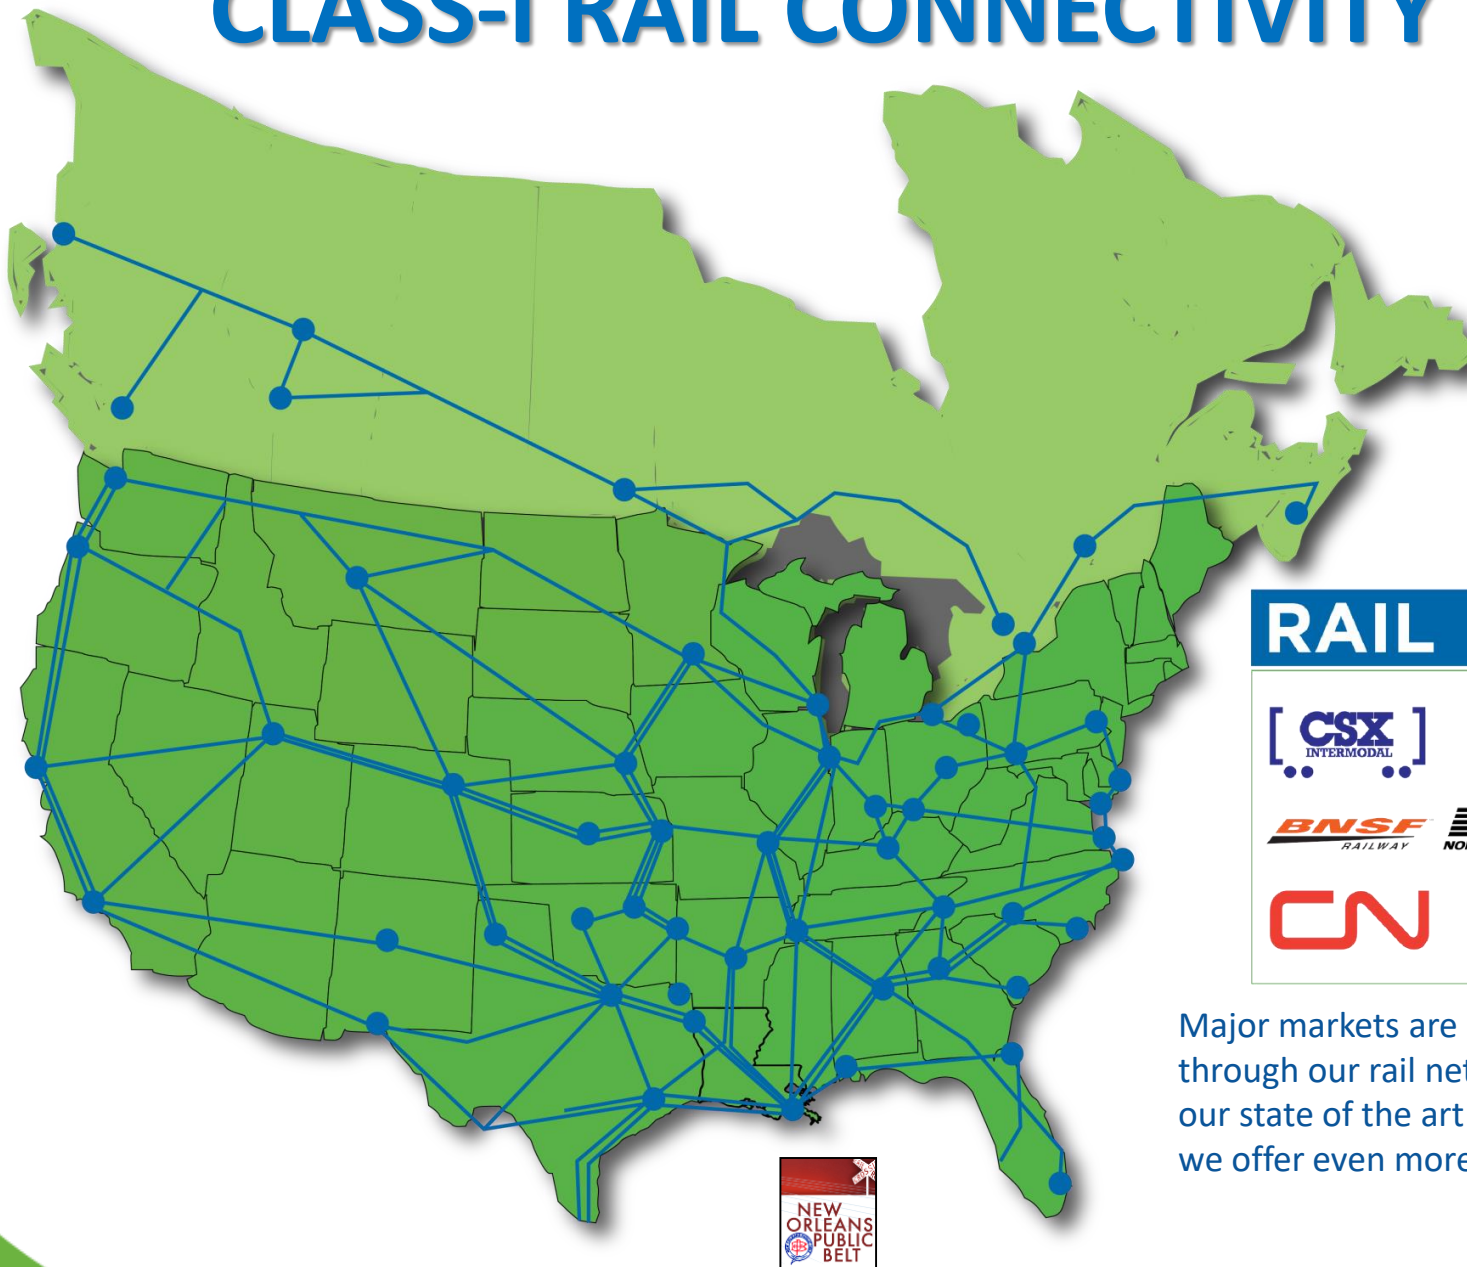 CLASS-I RAIL CONNECTIVITY
RAIL
CSX
INTERMODAL
BNSF
RAILWAY
CN
Major markets are
through our rail
our state of the art
we offer even more
NEW
ORLEANS
PUBLIC
BELT